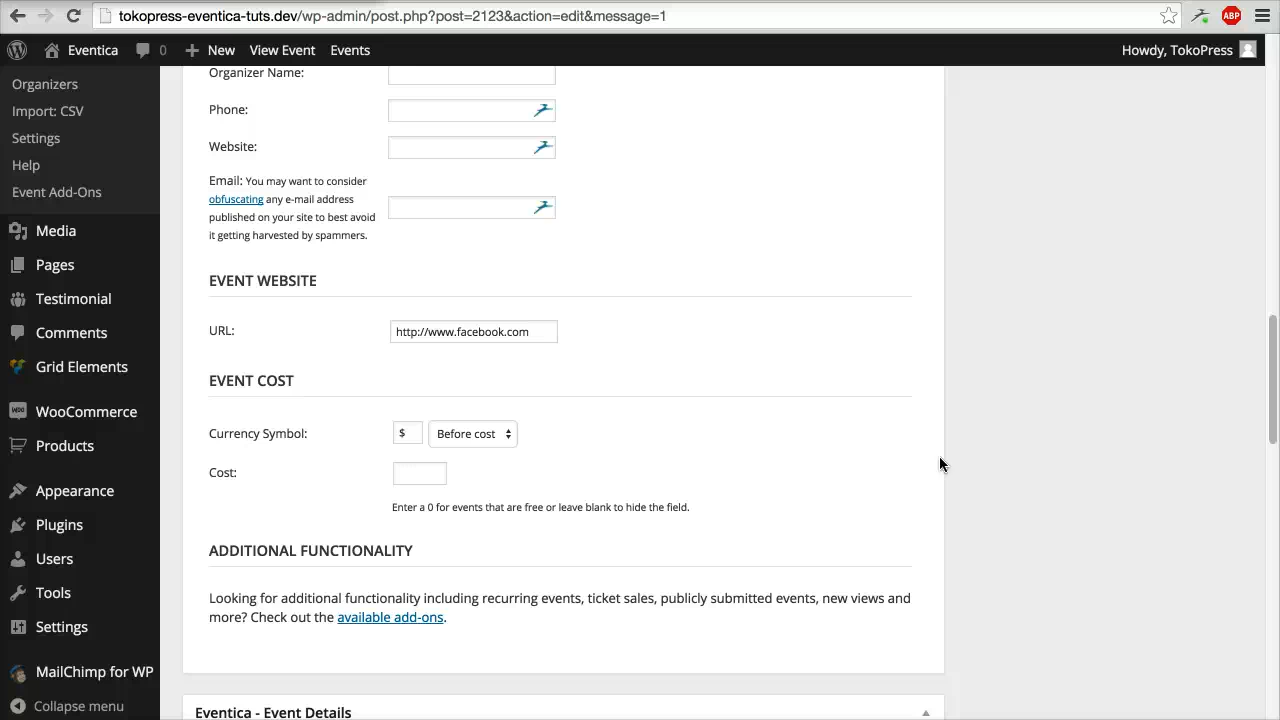 tokopress-eventica-tuts.dev/wp-admin/post.php?post=2123&action=edit&message=1
ABP
Eventica 0 New View Event Events Howdy, TokoPress
Organizers
Import: CSV
Settings
Help
Event Add-Ons
Media
Pages
Testimonial
Comments
Grid Elements
WooCommerce
Products
Appearance
Plugins
Users
Tools
Settings
MailChimp for WP
Collapse menu
Organizer Name:
Phone:
Website:
Email: You may want to consider
obfuscating any e-mail address
published on your site to best avoid
it getting harvested by spammers.
EVENT WEBSITE
URL: http://www.facebook.com
EVENT COST
Currency Symbol: $ Before cost
Cost:
Enter a 0 for events that are free or leave blank to hide the field.
ADDITIONAL FUNCTIONALITY
Looking for additional functionality including recurring events, ticket sales, publicly submitted events, new views and
more? Check out the available add-ons.
Eventica - Event Details